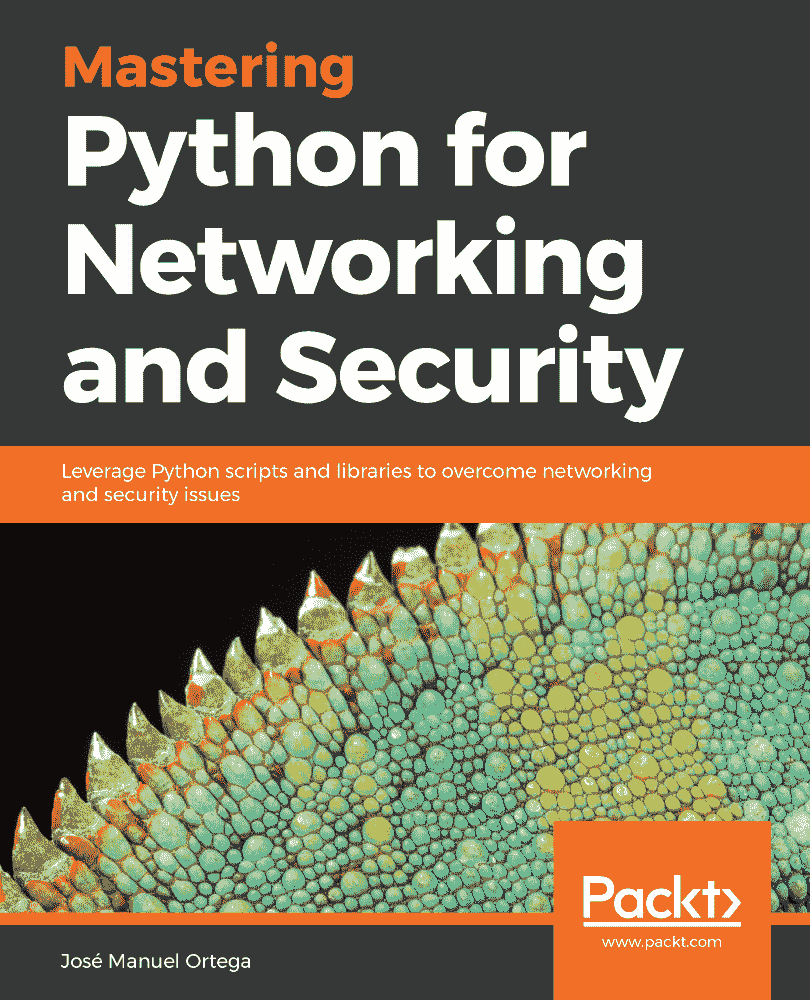 Mastering
Python for
Networking
and Security
Leverage Python scripts and libraries to overcome networking
and security issues
Packt>
www.packt.com
José Manuel Ortega